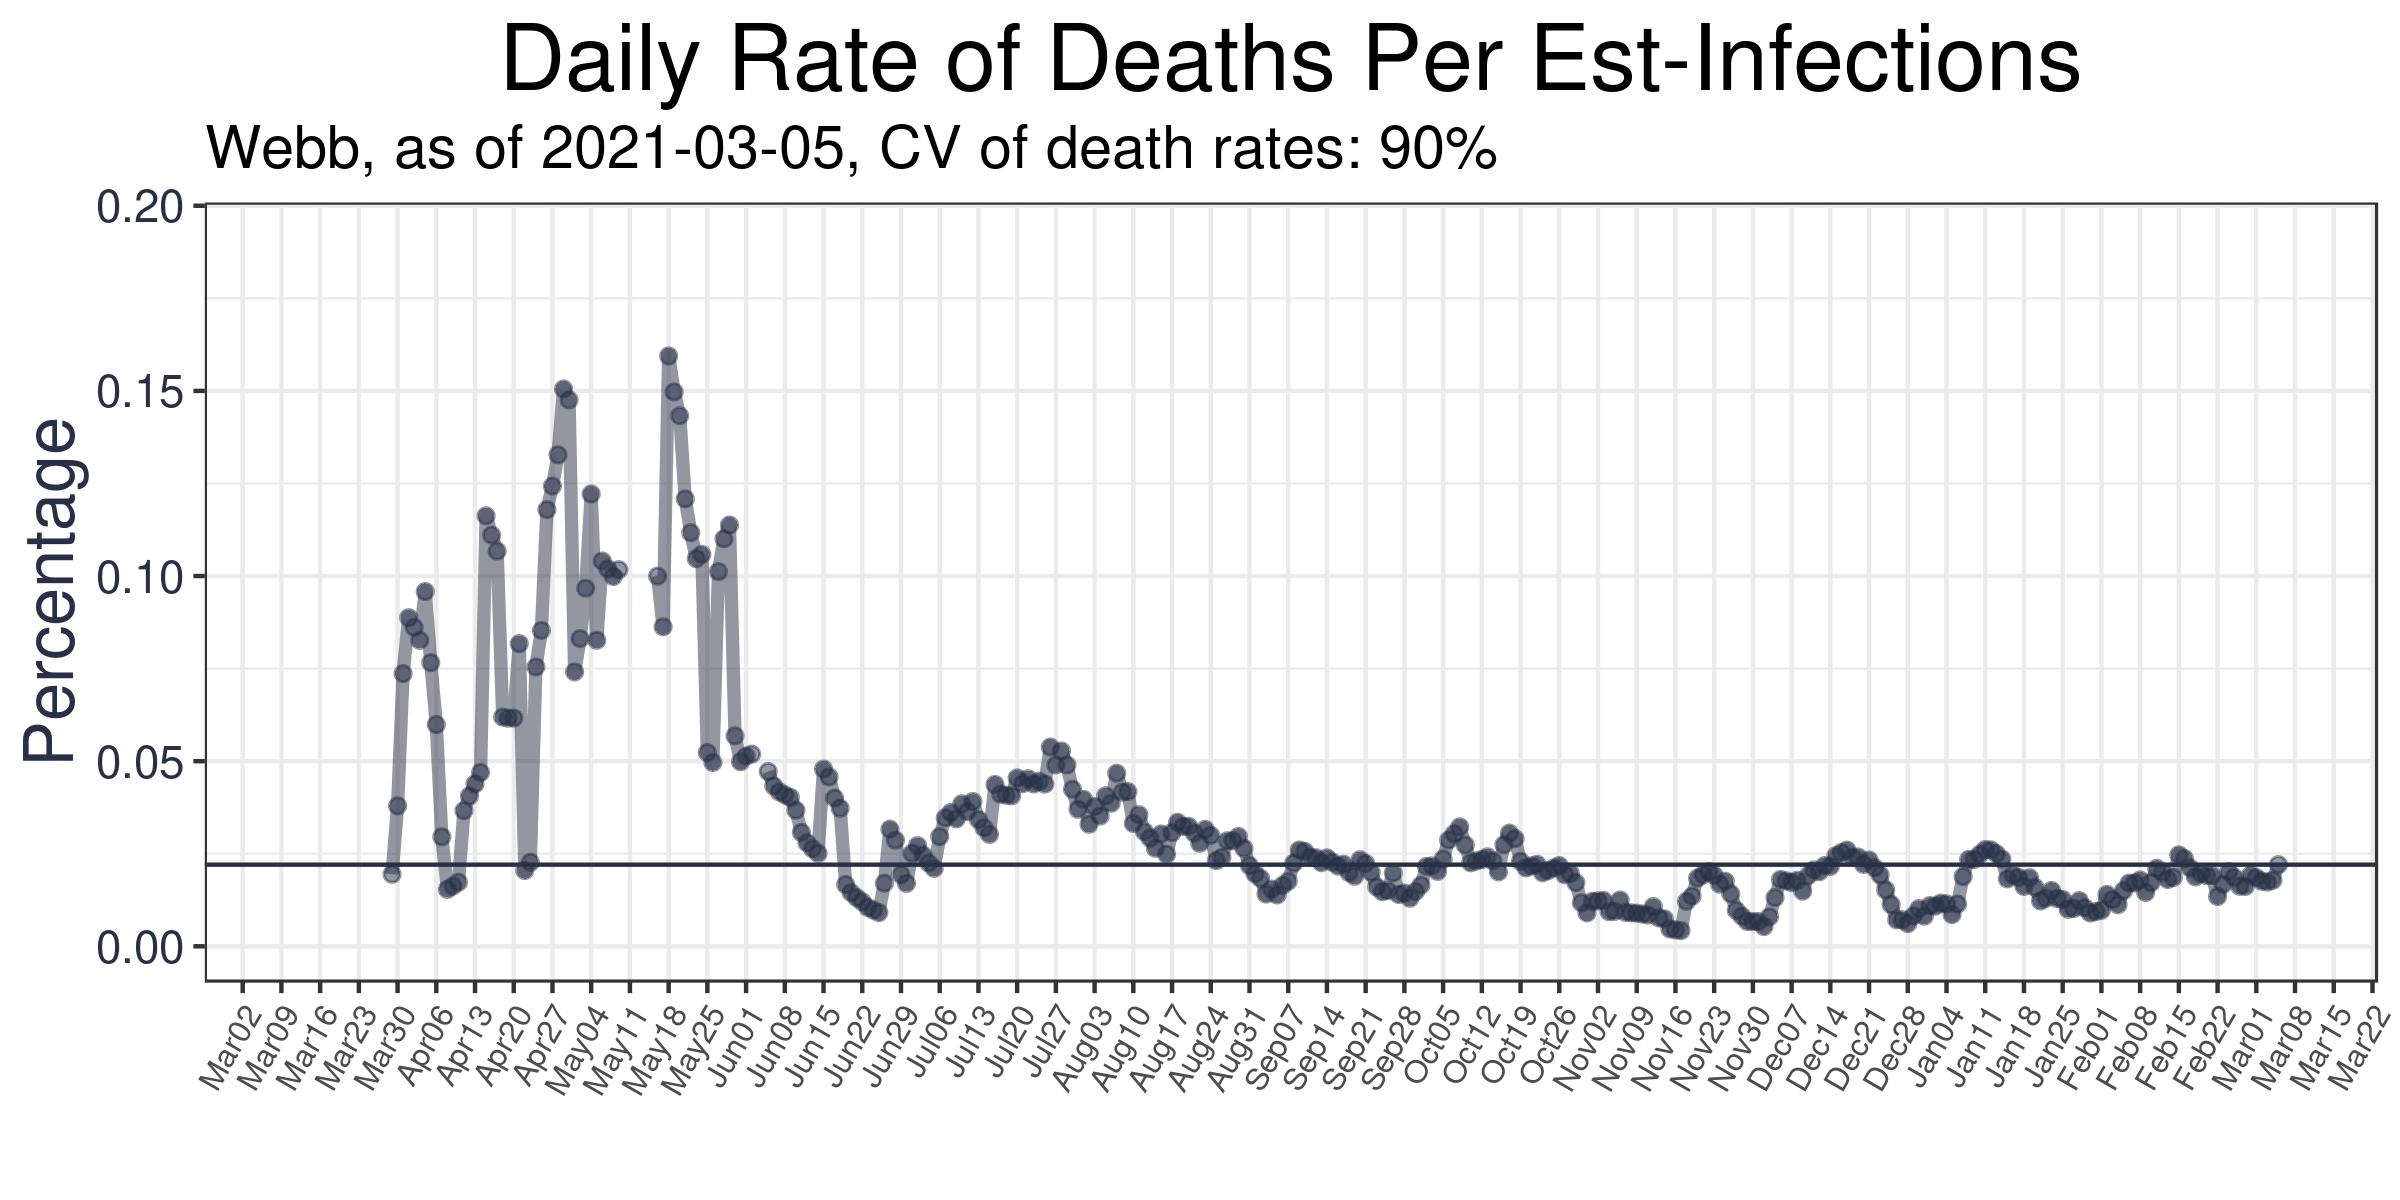 Daily Rate of Deaths Per Est-Infections
Webb, as of 2021-03-05, CV of death rates: 90%
Percentage
0.20
0.15
0.10
0.05
0.00
Mar02
Mar09
Mar16
Mar23
Mar30
Apr06
Apr13
Apr20
Apr27
May04
May11
May18
May25
Jun01
Jun08
Jun15
Jun22
Jun29
Jul06
Jul13
Jul20
Jul27
Aug03
Aug10
Aug17
Aug24
Aug31
Sep07
Sep14
Sep21
Sep28
Oct05
Oct12
Oct19
Oct26
Nov02
Nov09
Nov16
Nov23
Nov30
Dec07
Dec14
Dec21
Dec28
Jan04
Jan11
Jan18
Jan25
Feb01
Feb08
Feb15
Feb22
Mar01
Mar08
Mar15
Mar22